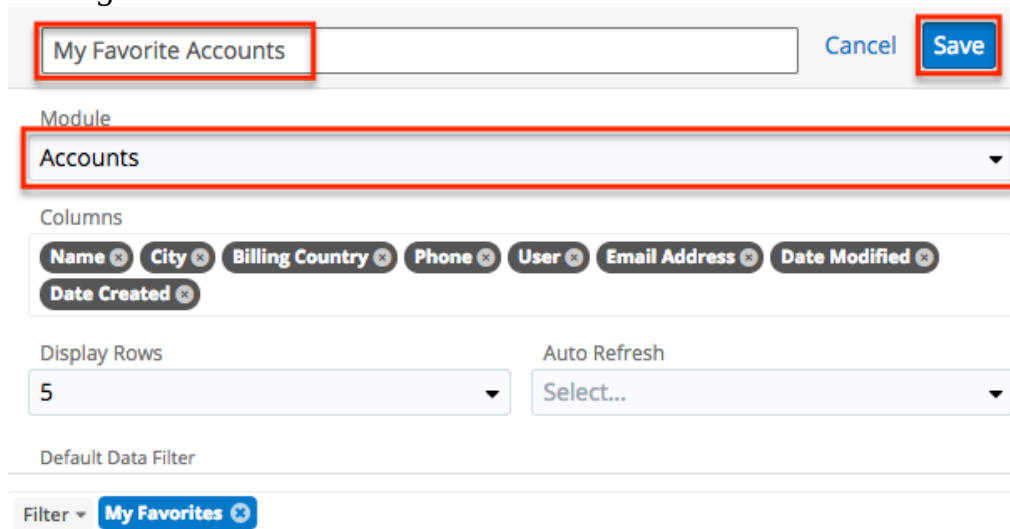 My Favorite Accounts Cancel Save
Module
Accounts
Columns
Name City Billing Country Phone User Email Address Date Modified
Date Created
Display Rows Auto Refresh
5 Select...
Default Data Filter
Filter My Favorites